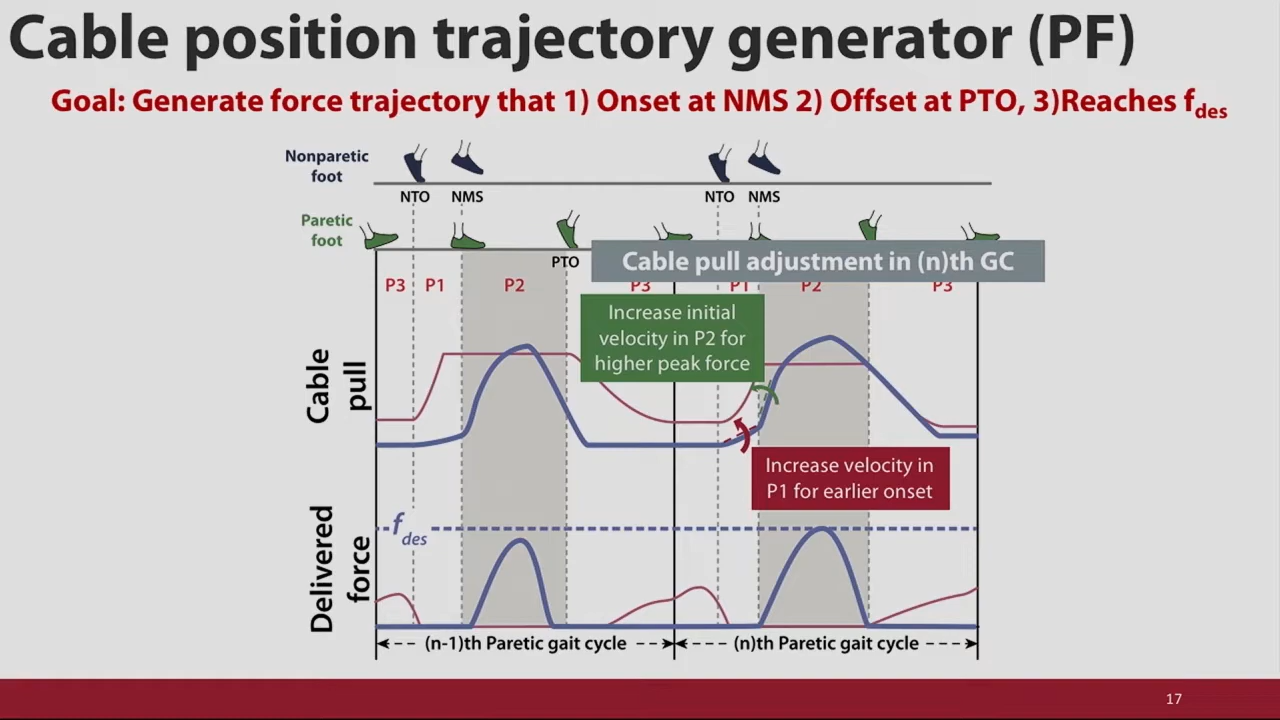 Cable position trajectory generator (PF)
Goal: Generate force trajectory that 1) Onset at NMS 2) Offset at PTO, 3)Reaches fdes
Nonparetic
foot
NTO NMS NTO NMS
Paretic
foot
PTO
Cable pull adjustment in (n)th GC
P3 P1 P2 P3 P1 P2 P3
Increase initial
velocity in P2 for
higher peak force
Cable
pull
Increase velocity in
P1 for earlier onset
fdes
Delivered
force
(n-1)th Paretic gait cycle (n)th Paretic gait cycle
17